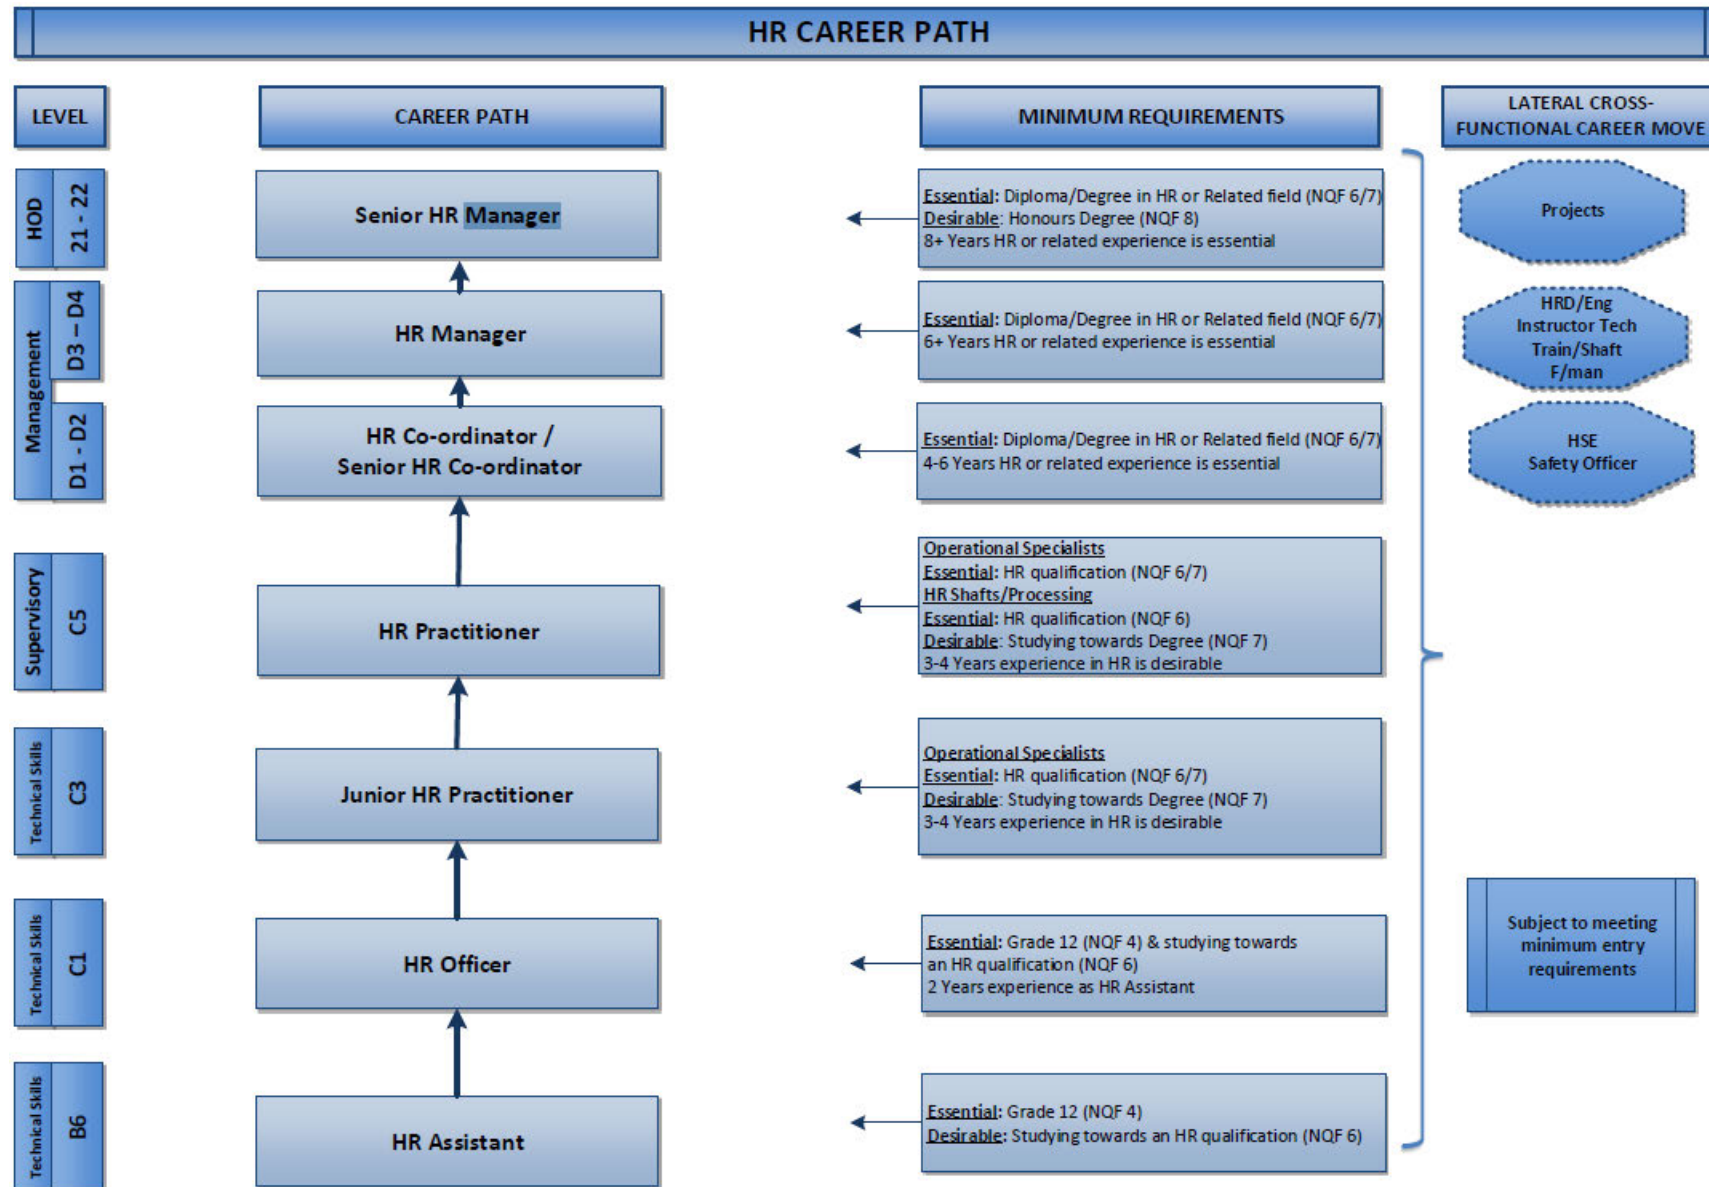 HR CAREER PATH
LEVEL
CAREER PATH
MINIMUM REQUIREMENTS
LATERAL CROSS-
FUNCTIONAL CAREER MOVE
HOD
21 - 22
Senior HR Manager
Essential: Diploma/Degree in HR or Related field (NQF 6/7)
Desirable: Honours Degree (NQF 8)
8+ Years HR or related experience is essential
Projects
Management
D3 – D4
HR Manager
Essential: Diploma/Degree in HR or Related field (NQF 6/7)
6+ Years HR or related experience is essential
HRD/Eng
Instructor Tech
Train/Shaft
F/man
D1 - D2
HR Co-ordinator /
Senior HR Co-ordinator
Essential: Diploma/Degree in HR or Related field (NQF 6/7)
4-6 Years HR or related experience is essential
HSE
Safety Officer
Supervisory
C5
HR Practitioner
Operational Specialists
Essential: HR qualification (NQF 6/7)
HR Shafts/Processing
Essential: HR qualification (NQF 6)
Desirable: Studying towards Degree (NQF 7)
3-4 Years experience in HR is desirable
Technical Skills
C3
Junior HR Practitioner
Operational Specialists
Essential: HR qualification (NQF 6/7)
Desirable: Studying towards Degree (NQF 7)
3-4 Years experience in HR is desirable
Technical Skills
C1
HR Officer
Essential: Grade 12 (NQF 4) & studying towards
an HR qualification (NQF 6)
2 Years experience as HR Assistant
Subject to meeting
minimum entry
requirements
Technical Skills
B6
HR Assistant
Essential: Grade 12 (NQF 4)
Desirable: Studying towards an HR qualification (NQF 6)